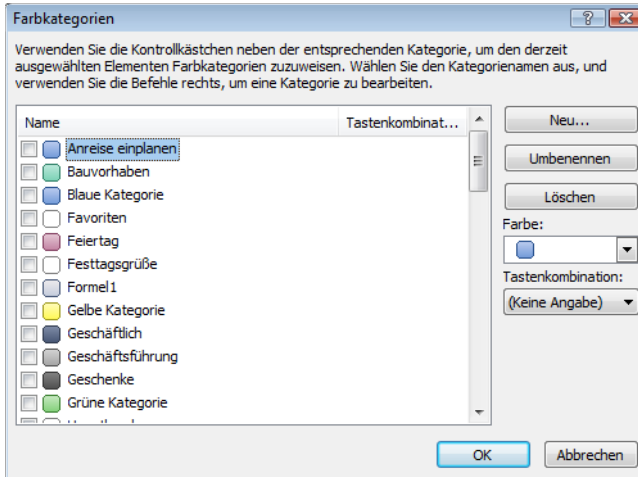 Farbkategorien
Verwenden Sie die Kontrollkästchen neben der entsprechenden Kategorie, um den derzeit
ausgewählten Elementen Farbkategorien zuzuweisen. Wählen Sie den Kategorienamen aus, und
verwenden Sie die Befehle rechts, um eine Kategorie zu bearbeiten.
Name Tastenkombinat...
Anreise einplanen
Bauvorhaben
Blaue Kategorie
Favoriten
Feiertag
Festtagsgrüße
Formel1
Gelbe Kategorie
Geschäftlich
Geschäftsführung
Geschenke
Grüne Kategorie
Neu...
Umbenennen
Löschen
Farbe:
Tastenkombination:
(Keine Angabe)
OK Abbrechen